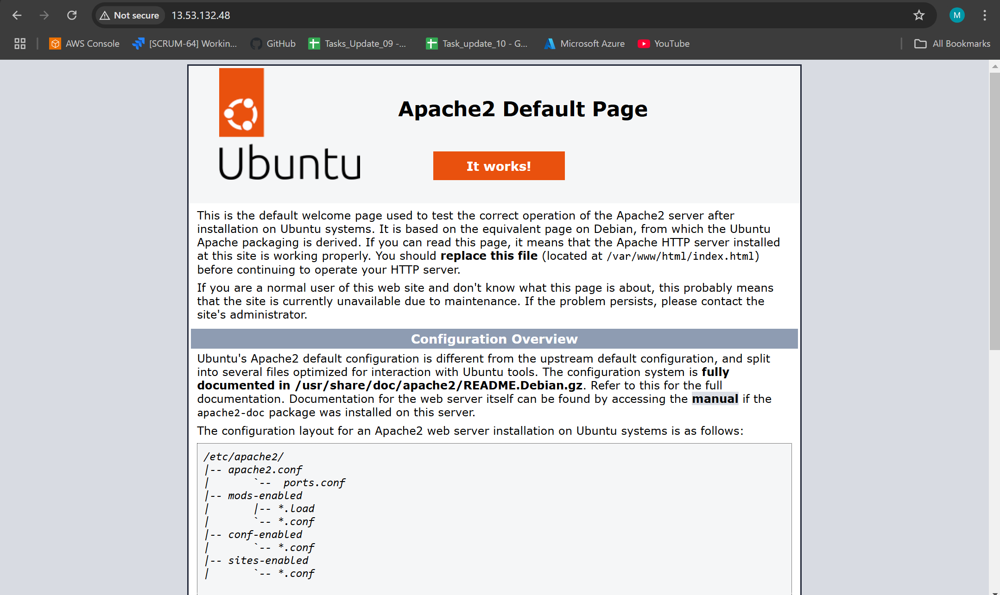 Not secure
13.53.132.48
M
AWS Console
[SCRUM-64] Workin...
GitHub
Tasks_Update_09 -...
Task_update_10 - G...
Microsoft Azure
YouTube
All Bookmarks
Ubuntu
Apache2 Default Page
It works!
This is the default welcome page used to test the correct operation of the Apache2 server after
installation on Ubuntu systems. It is based on the equivalent page on Debian, from which the Ubuntu
Apache packaging is derived. If you can read this page, it means that the Apache HTTP server installed
at this site is working properly. You should replace this file (located at /var/www/html/index.html)
before continuing to operate your HTTP server.
If you are a normal user of this web site and don't know what this page is about, this probably means
that the site is currently unavailable due to maintenance. If the problem persists, please contact the
site's administrator.
Configuration Overview
Ubuntu's Apache2 default configuration is different from the upstream default configuration, and split
into several files optimized for interaction with Ubuntu tools. The configuration system is fully
documented in /usr/share/doc/apache2/README.Debian.gz. Refer to this for the full
documentation. Documentation for the web server itself can be found by accessing the manual if the
apache2-doc package was installed on this server.
The configuration layout for an Apache2 web server installation on Ubuntu systems is as follows:
/etc/apache2/
|-- apache2.conf
|       `--  ports.conf
|-- mods-enabled
|       |-- *.load
|       `-- *.conf
|-- conf-enabled
|       `-- *.conf
|-- sites-enabled
|       `-- *.conf